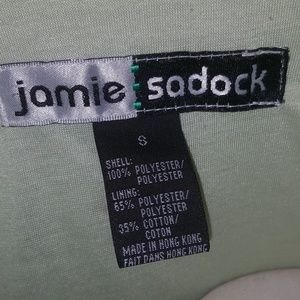 jamie sadock
S
SHELL:
100% POLYESTER/
POLYESTER
LINING:
65% POLYESTER/
POLYESTER
35% COTTON/
COTON
MADE IN HONG KONG
FAIT DANS HONG KONG